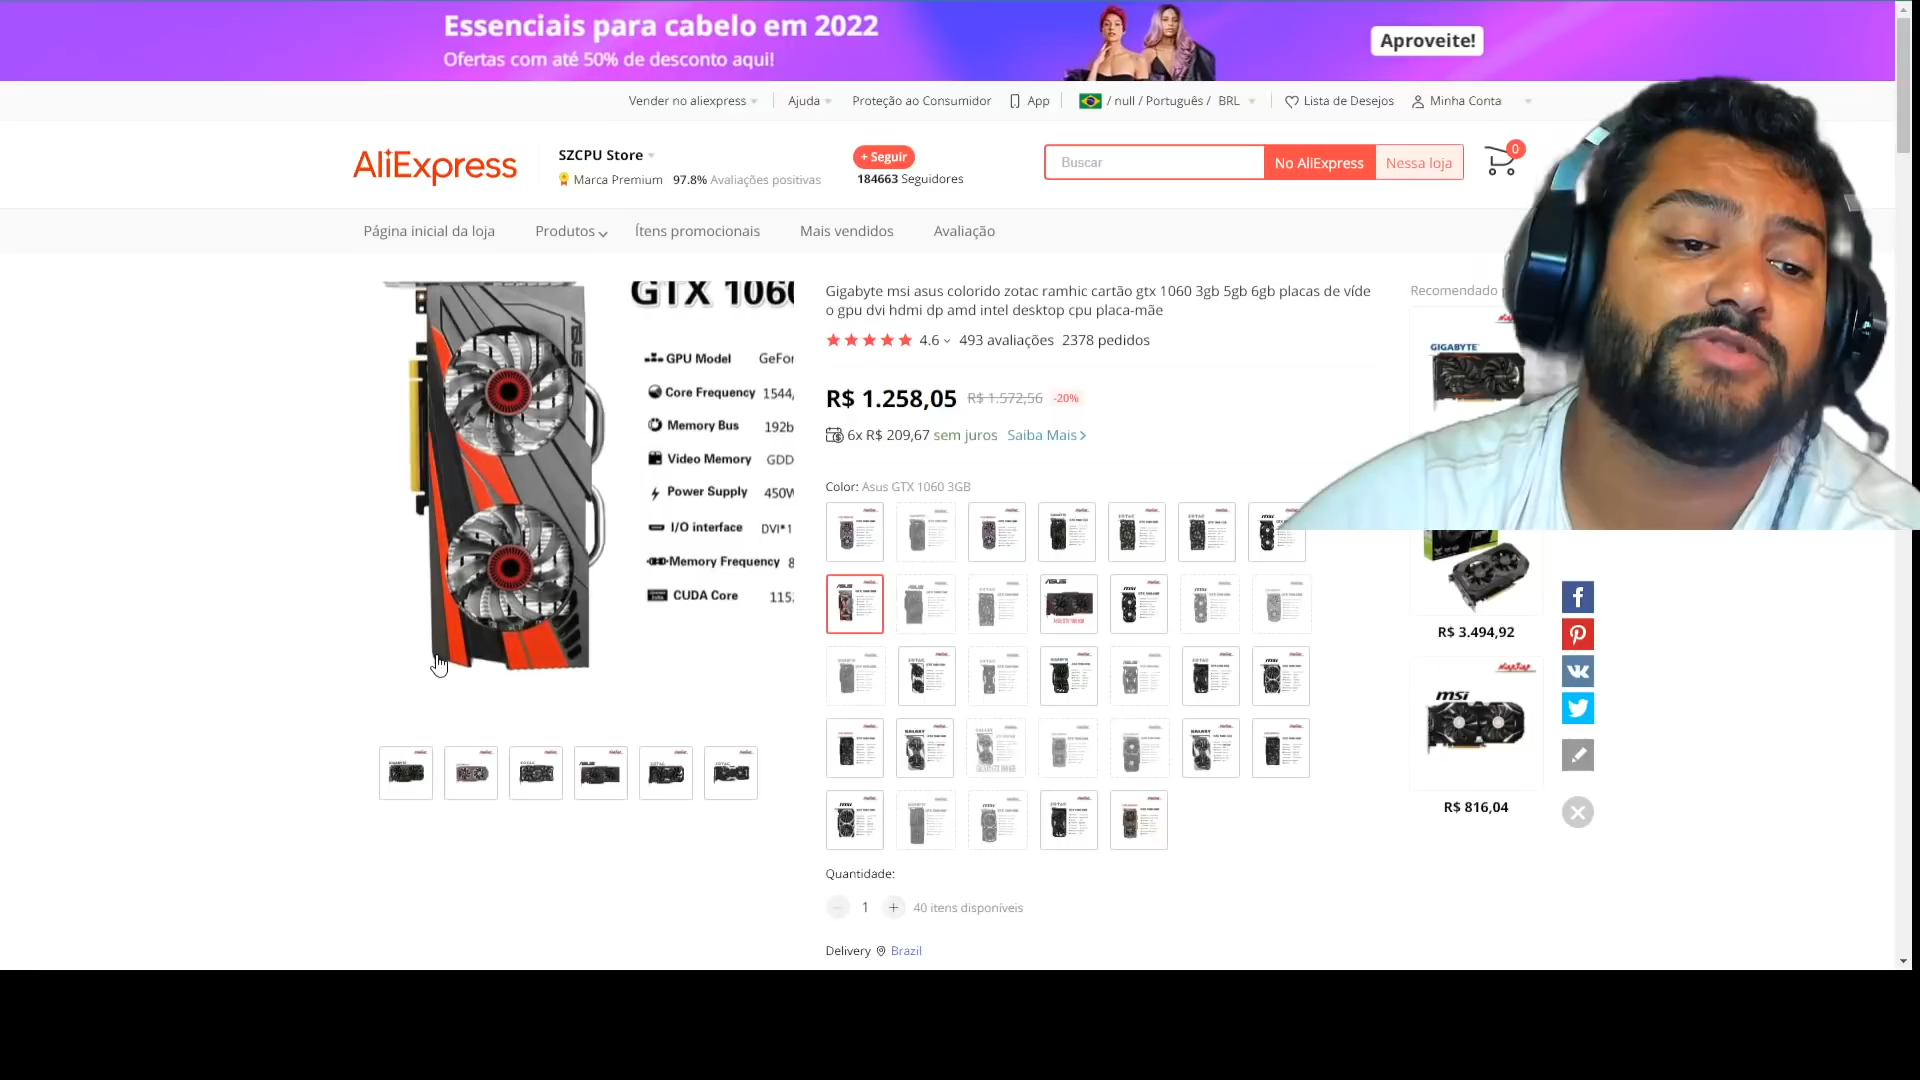 Essenciais para cabelo em 2022
Ofertas com até 50% de desconto aqui!
Aproveite!
Vender no aliexpress
Ajuda
Proteção ao Consumidor
App
/ null / Português / BRL
Lista de Desejos
Minha Conta
AliExpress
SZCPU Store
Marca Premium 97.8% Avaliações positivas
+ Seguir
184663 Seguidores
Buscar
No AliExpress
Nessa loja
0
Página inicial da loja
Produtos
Ítens promocionais
Mais vendidos
Avaliação
GTX 1060
GPU Model
Core Frequency 1544
Memory Bus
Video Memory
Power Supply
I/O interface
Memory Frequency 8
CUDA Core
ASUS
Gigabyte msi asus colorido zotac ramhic cartão gtx 1060 3gb 5gb 6gb placas de víde
o gpu dvi hdmi dp amd intel desktop cpu placa-mãe
4.6 493 avaliações 2378 pedidos
R$ 1.258,05 R$ 1.572,56 -20%
6x R$ 209,67 sem juros Saiba Mais
Color: Asus GTX 1060 3GB
Quantidade:
1
40 itens disponíveis
Delivery Brazil
Recomendado
GIGABYTE
R$ 3.494,92
msi
R$ 816,04